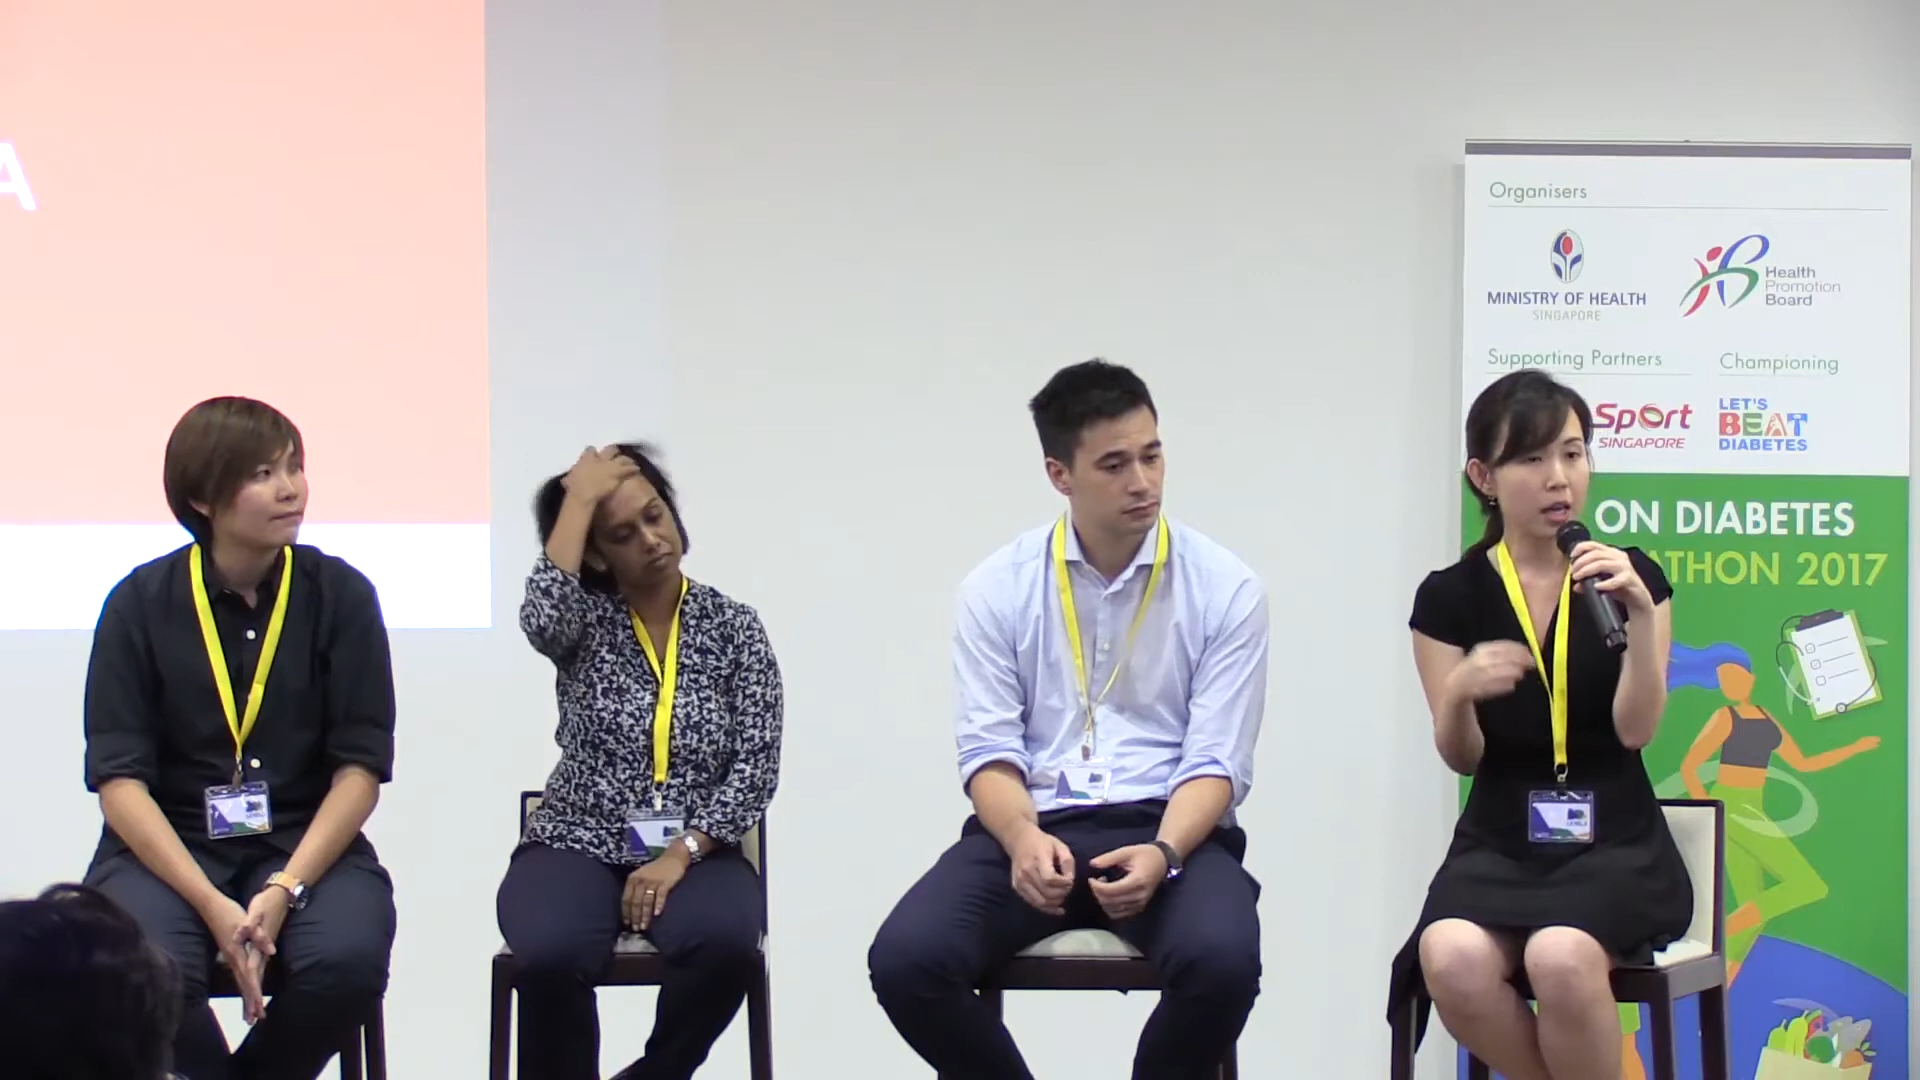 A
Organisers
MINISTRY OF HEALTH
SINGAPORE
Health
Promotion
Board
Supporting Partners
Championing
Sport
SINGAPORE
LET'S
BEAT
DIABETES
ON DIABETES
ATHON 2017